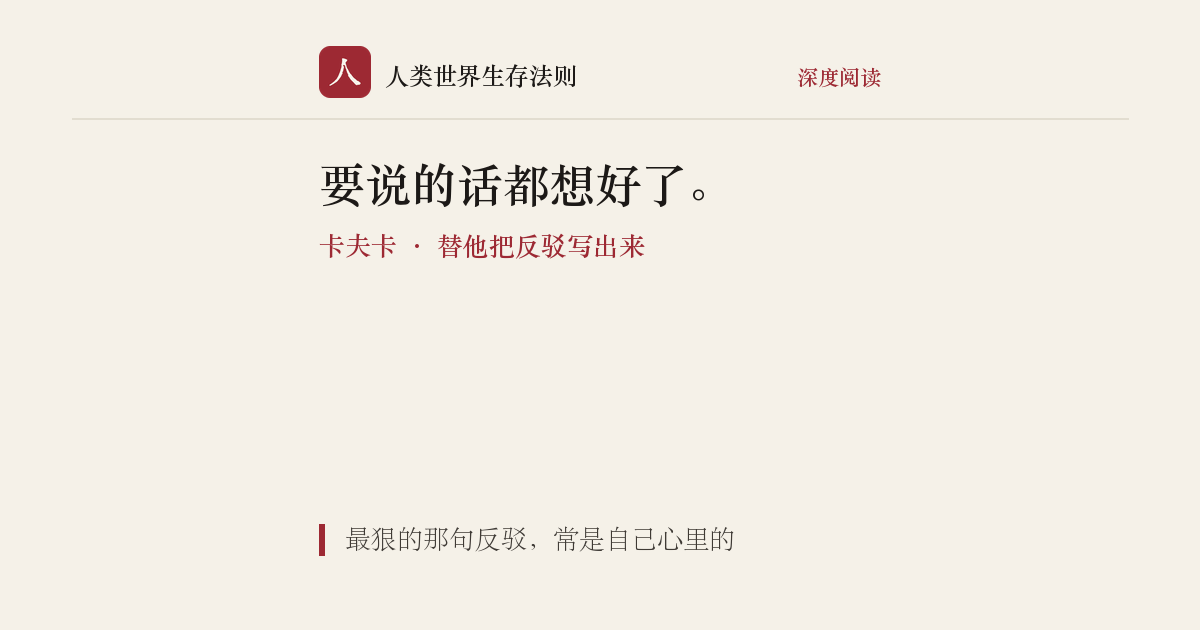 人
人类世界生存法则
深度阅读
要说的话都想好了。
卡夫卡 · 替他把反驳写出来
最狠的那句反驳，常是自己心里的